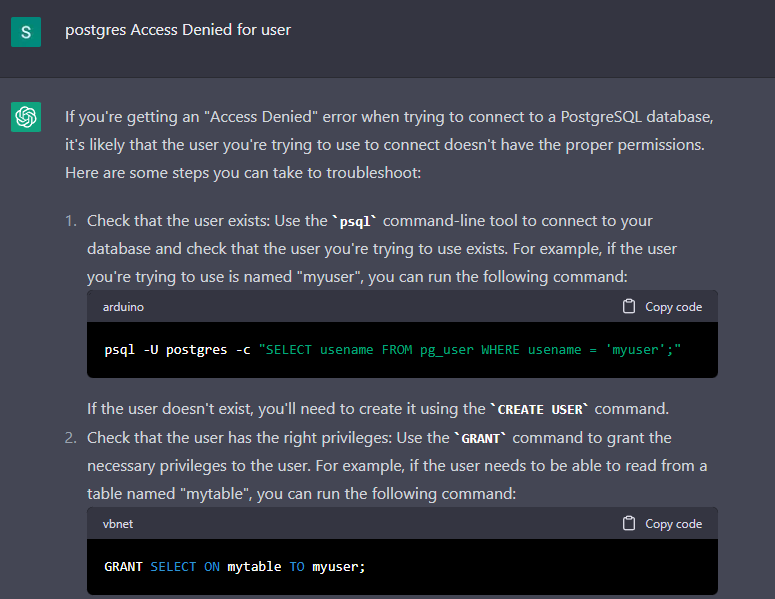 S
postgres Access Denied for user
If you're getting an "Access Denied" error when trying to connect to a PostgreSQL database,
it's likely that the user you're trying to use to connect doesn't have the proper permissions.
Here are some steps you can take to troubleshoot:
1. Check that the user exists: Use the `psql` command-line tool to connect to your
database and check that the user you're trying to use exists. For example, if the user
you're trying to use is named "myuser", you can run the following command:
arduino Copy code
psql -U postgres -c "SELECT usename FROM pg_user WHERE usename = 'myuser';"
If the user doesn't exist, you'll need to create it using the `CREATE USER` command.
2. Check that the user has the right privileges: Use the `GRANT` command to grant the
necessary privileges to the user. For example, if the user needs to be able to read from a
table named "mytable", you can run the following command:
vbnet Copy code
GRANT SELECT ON mytable TO myuser;